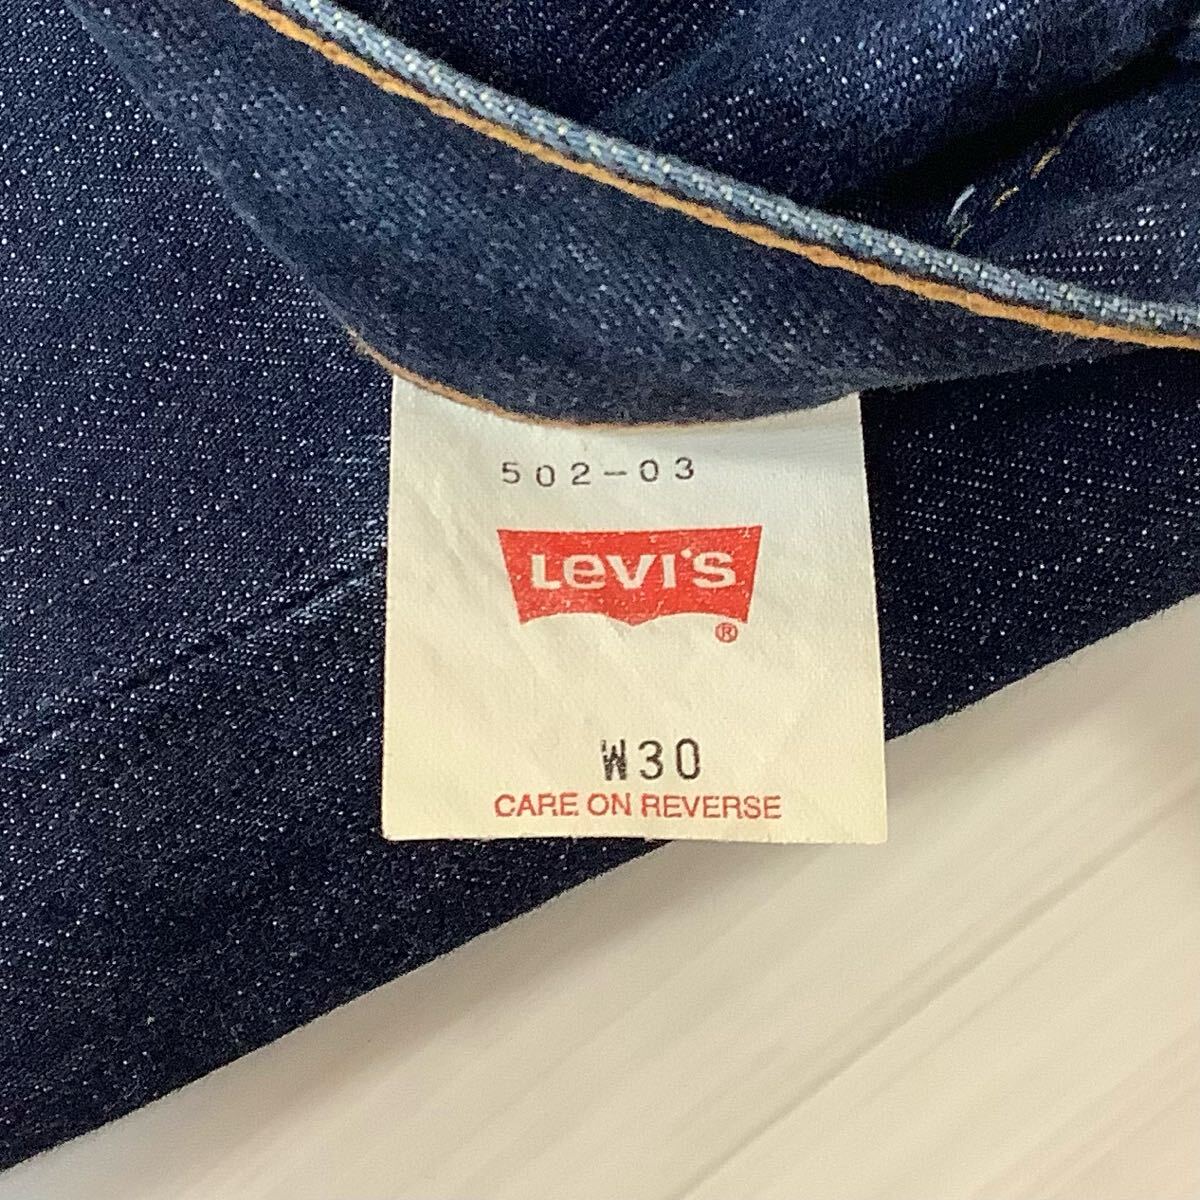 502-03
LeVI'S
®
W30
CARE ON REVERSE